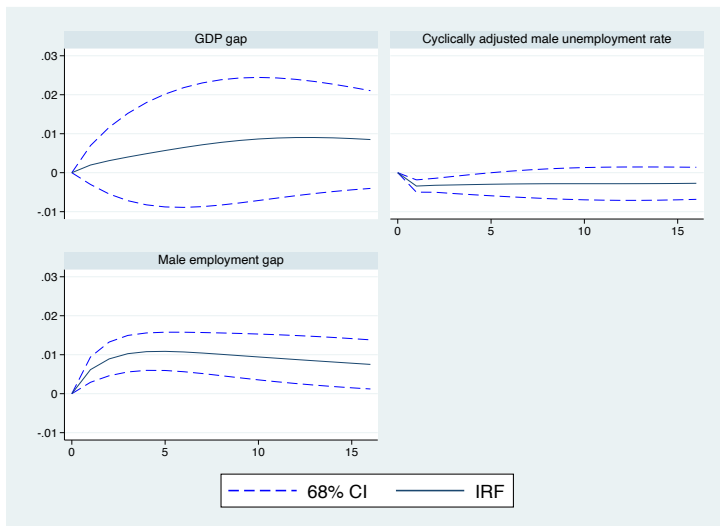 GDP gap
Cyclically adjusted male unemployment rate
.03
.02
.01
0
-.01
0 5 10 15
Male employment gap
.03
.02
.01
0
-.01
0 5 10 15
68% CI IRF